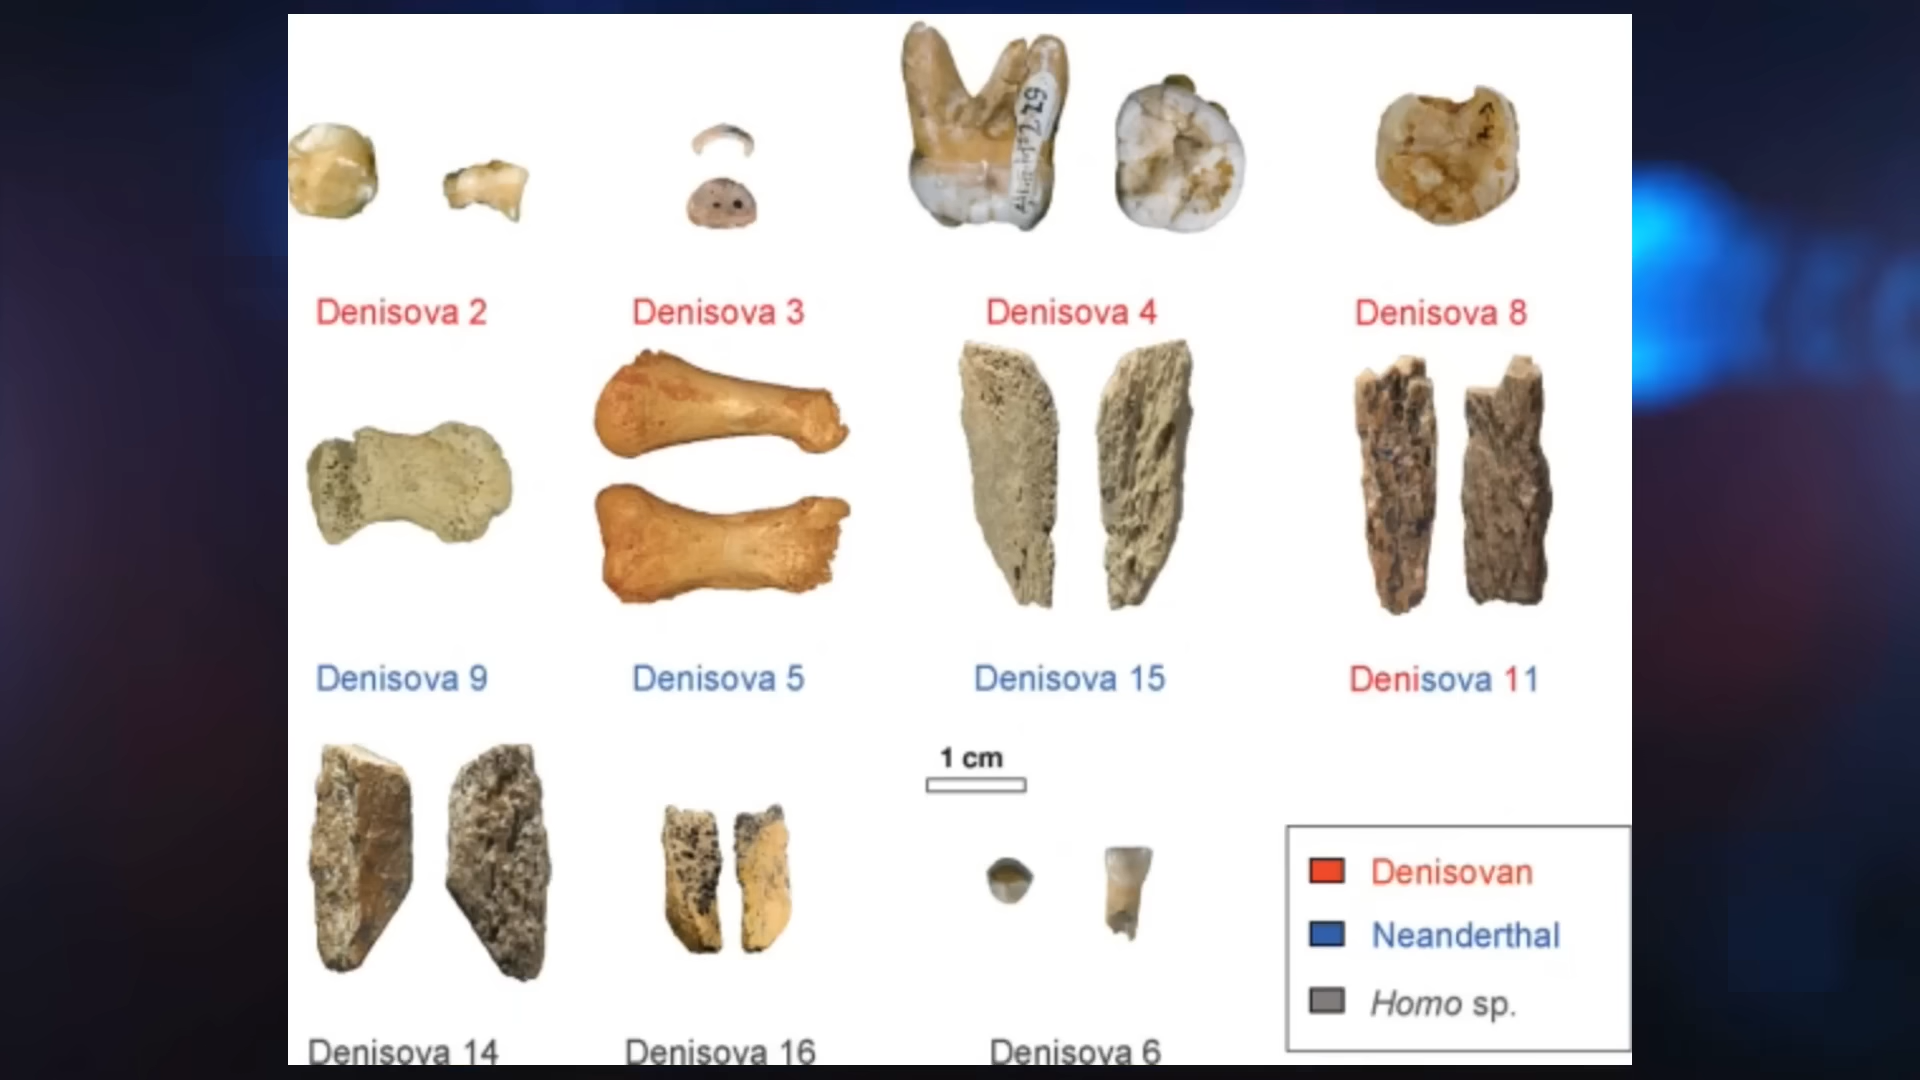 Denisova 2
Denisova 3
Denisova 4
Denisova 8
Denisova 9
Denisova 5
Denisova 15
Denisova 11
1 cm
Denisovan
Neanderthal
Homo sp.
Denisova 14
Denisova 16
Denisova 6